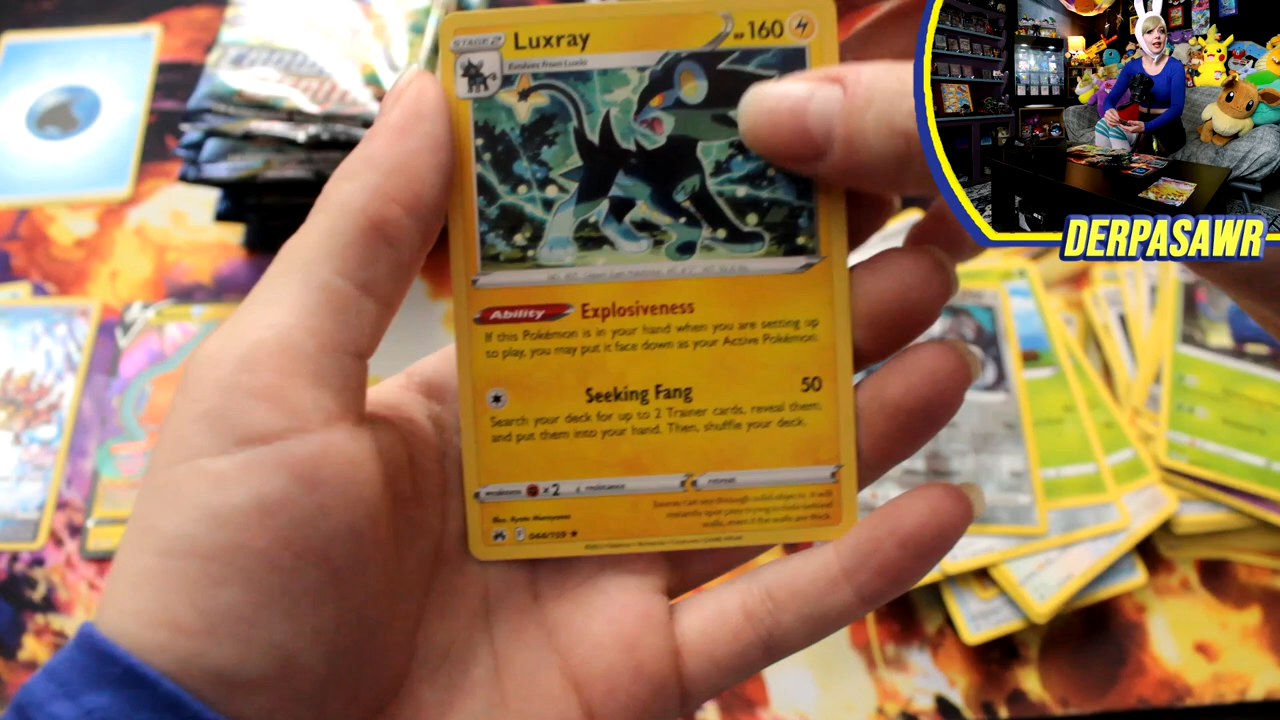 STAGE 2
Luxray
HP 160
Evolves from Luxio
Ability Explosiveness
If this Pokémon is in your hand when you are setting up
to play, you may put it face down as your Active Pokémon.
Seeking Fang 50
Search your deck for up to 2 Trainer cards, reveal them,
and put them into your hand. Then, shuffle your deck.
weakness ×2 resistance retreat
044/159 ★
DERPASAWR